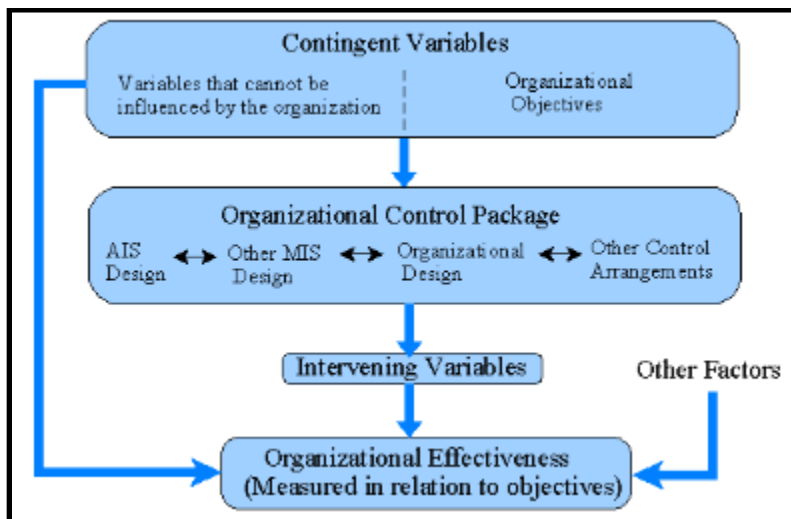 Contingent Variables
Variables that cannot be
influenced by the organization
Organizational
Objectives
Organizational Control Package
AIS
Design
Other MIS
Design
Organizational
Design
Other Control
Arrangements
Intervening Variables
Other Factors
Organizational Effectiveness
(Measured in relation to objectives)